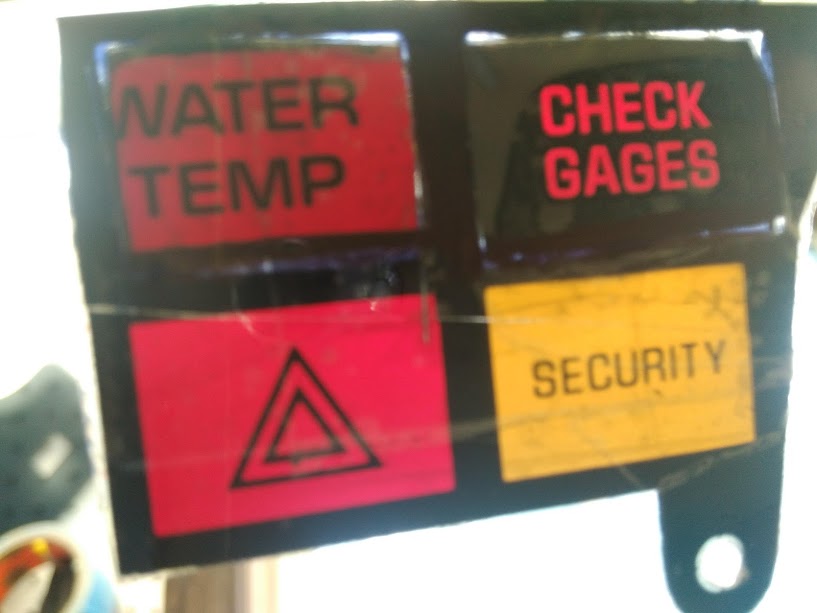 WATER
TEMP
CHECK
GAGES
SECURITY